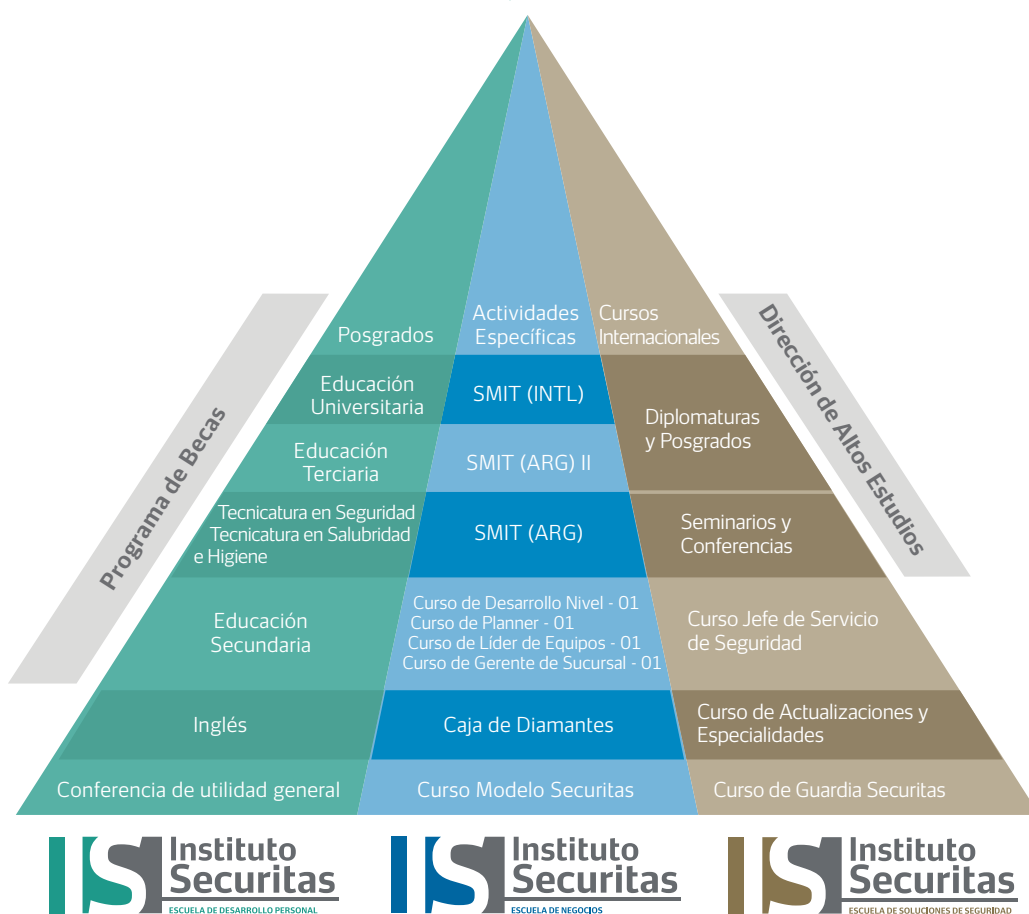 Posgrados
Actividades
Específicas
Cursos
Internacionales
Programa de Becas
Dirección de Altos Estudios
Educación
Universitaria
SMIT (INTL)
Diplomaturas
y Posgrados
Educación
Terciaria
SMIT (ARG) II
Tecnicatura en Seguridad
Tecnicatura en Salubridad
e Higiene
SMIT (ARG)
Seminarios y
Conferencias
Educación
Secundaria
Curso de Desarrollo Nivel - 01
Curso de Planner - 01
Curso de Líder de Equipos - 01
Curso de Gerente de Sucursal - 01
Curso Jefe de Servicio
de Seguridad
Inglés
Caja de Diamantes
Curso de Actualizaciones y
Especialidades
Conferencia de utilidad general
Curso Modelo Securitas
Curso de Guardia Securitas
IS Instituto
Securitas
ESCUELA DE DESARROLLO PERSONAL
IS Instituto
Securitas
ESCUELA DE NEGOCIOS
IS Instituto
Securitas
ESCUELA DE SOLUCIONES DE SEGURIDAD